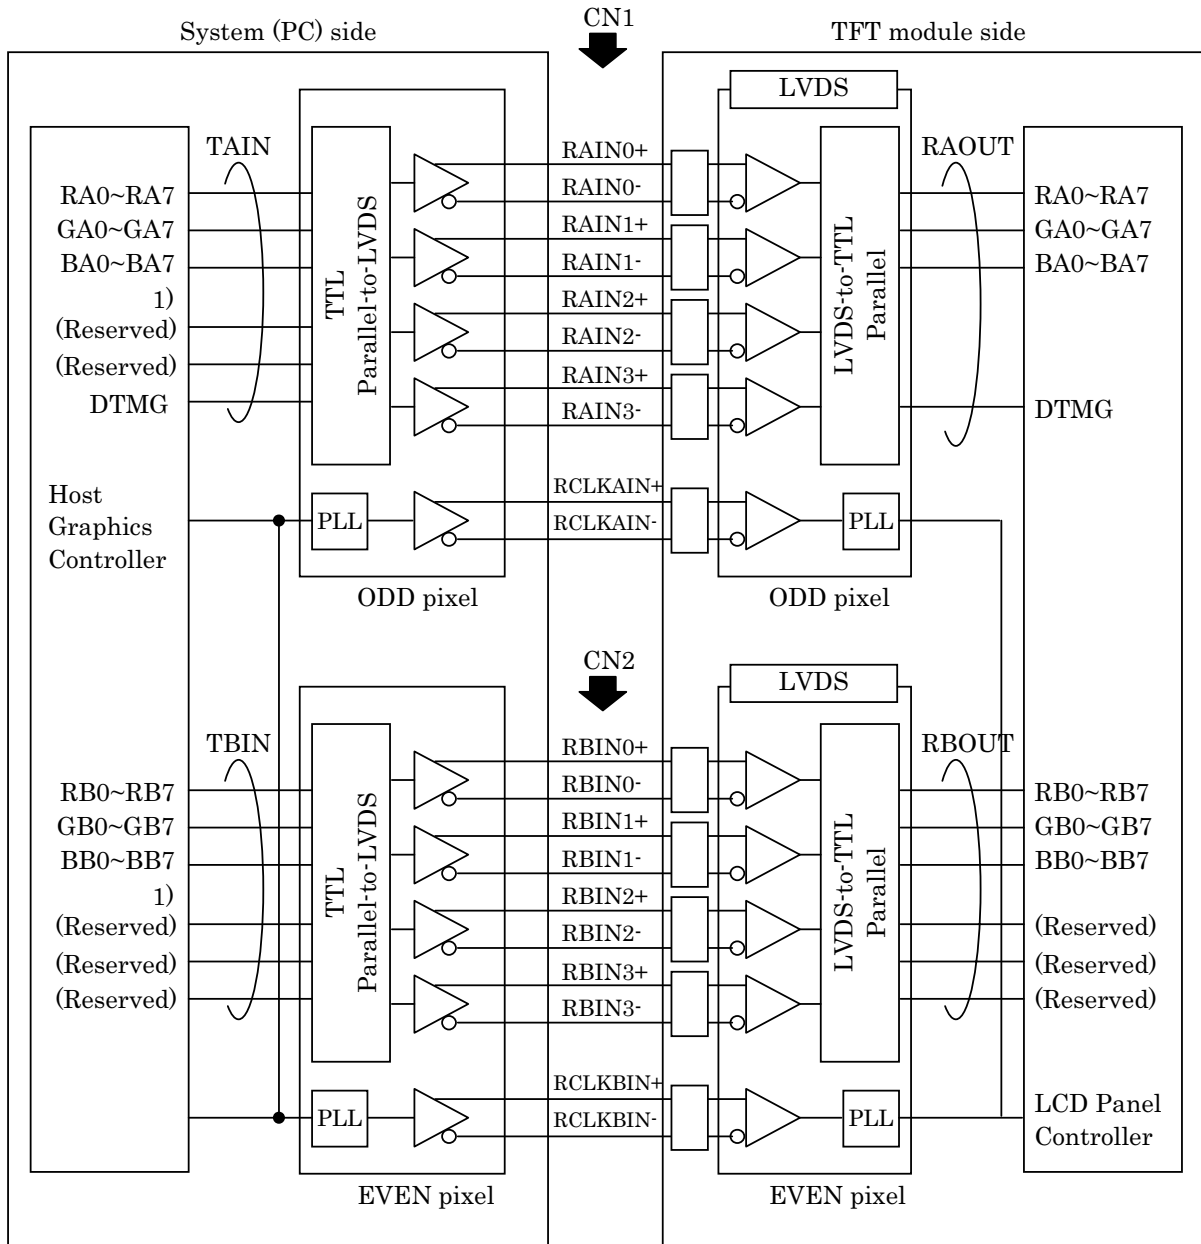 System (PC) side
CN1
TFT module side
LVDS
TAIN
RAOUT
RA0~RA7
GA0~GA7
BA0~BA7
1)
(Reserved)
(Reserved)
DTMG
TTL
Parallel-to-LVDS
RAIN0+
RAIN0-
RAIN1+
RAIN1-
RAIN2+
RAIN2-
RAIN3+
RAIN3-
LVDS-to-TTL
Parallel
RA0~RA7
GA0~GA7
BA0~BA7
DTMG
Host
Graphics
Controller
PLL
RCLKAIN+
RCLKAIN-
PLL
ODD pixel
ODD pixel
CN2
LVDS
TBIN
RBOUT
RB0~RB7
GB0~GB7
BB0~BB7
1)
(Reserved)
(Reserved)
(Reserved)
TTL
Parallel-to-LVDS
RBIN0+
RBIN0-
RBIN1+
RBIN1-
RBIN2+
RBIN2-
RBIN3+
RBIN3-
LVDS-to-TTL
Parallel
RB0~RB7
GB0~GB7
BB0~BB7
(Reserved)
(Reserved)
(Reserved)
PLL
RCLKBIN+
RCLKBIN-
PLL
LCD Panel
Controller
EVEN pixel
EVEN pixel